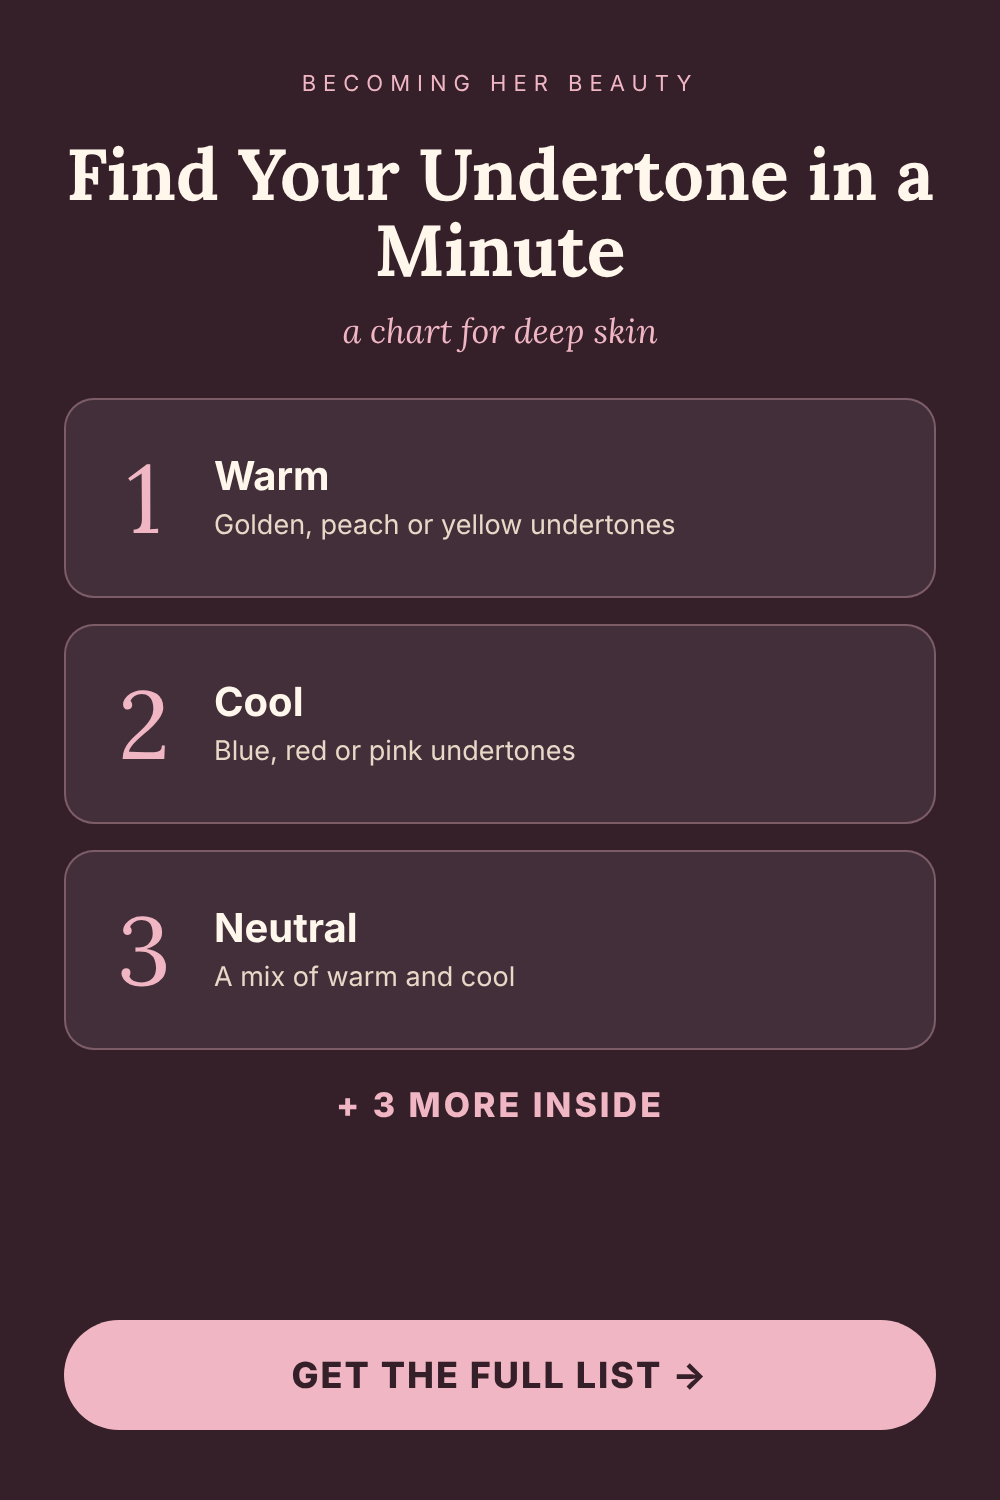 BECOMING HER BEAUTY
Find Your Undertone in a
Minute
a chart for deep skin
1
Warm
Golden, peach or yellow undertones
2
Cool
Blue, red or pink undertones
3
Neutral
A mix of warm and cool
+ 3 MORE INSIDE
GET THE FULL LIST →